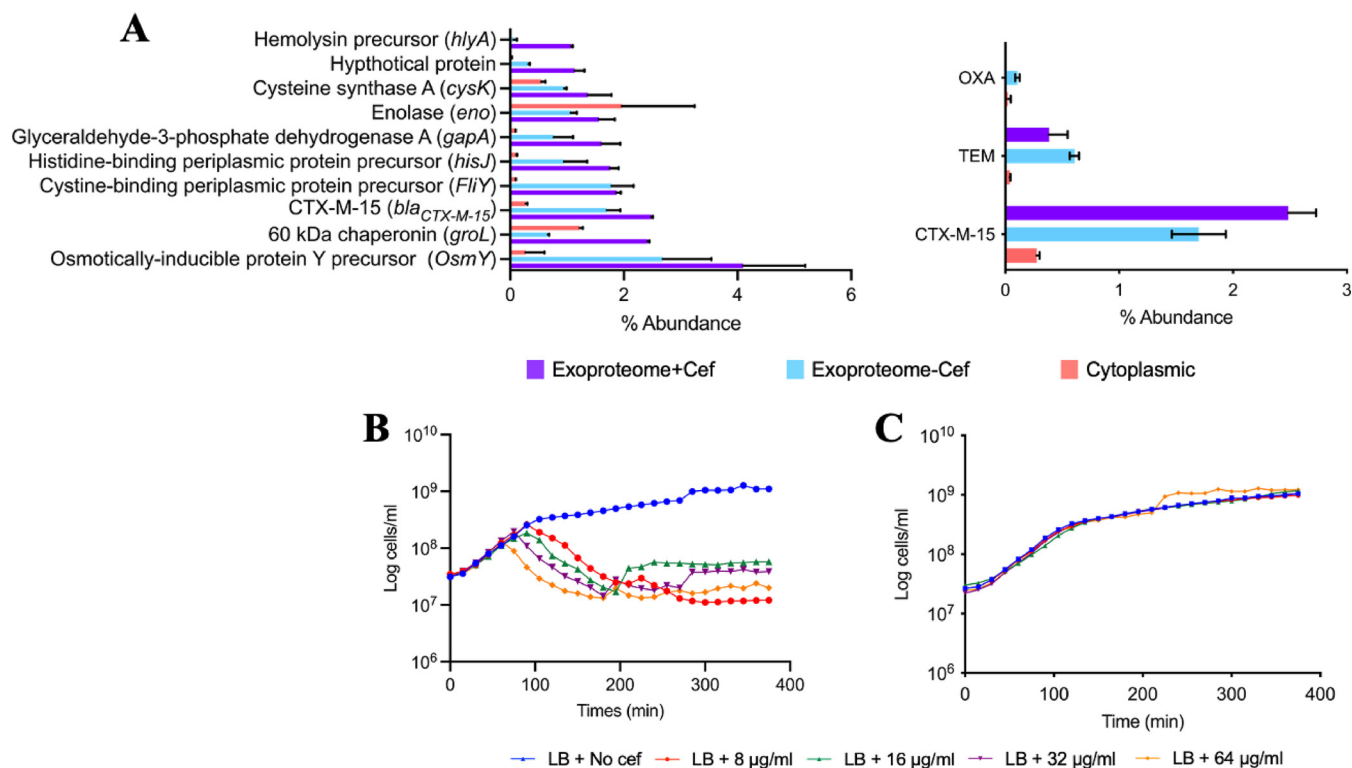 A
Hemolysin precursor (hlyA)
Hypthotical protein
Cysteine synthase A (cysK)
Enolase (eno)
Glyceraldehyde-3-phosphate dehydrogenase A (gapA)
Histidine-binding periplasmic protein precursor (hisJ)
Cystine-binding periplasmic protein precursor (FliY)
CTX-M-15 (blaCTX-M-15)
60 kDa chaperonin (groL)
Osmotically-inducible protein Y precursor (OsmY)
0 2 4 6
% Abundance
OXA
TEM
CTX-M-15
0 1 2 3
% Abundance
Exoproteome+Cef Exoproteome-Cef Cytoplasmic
B
10^10
10^9
10^8
10^7
10^6
Log cells/ml
0 100 200 300 400
Times (min)
C
10^10
10^9
10^8
10^7
10^6
Log cells/ml
0 100 200 300 400
Time (min)
LB + No cef LB + 8 µg/ml LB + 16 µg/ml LB + 32 µg/ml LB + 64 µg/ml